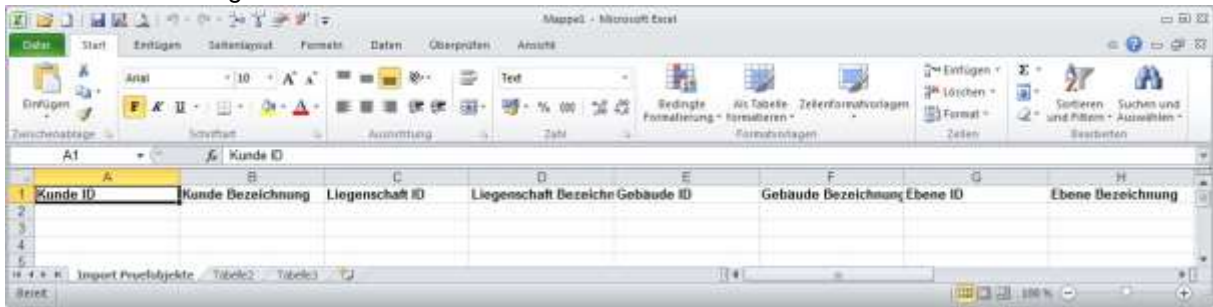 Mappe1 - Microsoft Excel
Datei Start Einfügen Seitenlayout Formeln Daten Überprüfen Ansicht
Einfügen
Arial 10
F K U
Text
% 000
Bedingte Formatierung
Als Tabelle formatieren
Zellenformatvorlagen
Einfügen
Löschen
Format
Σ
Sortieren und Filtern
Suchen und Auswählen
Zwischenablage Schriftart Ausrichtung Zahl Formatvorlagen Zellen Bearbeiten
A1 fx Kunde ID
A B C D E F G H
1 Kunde ID Kunde Bezeichnung Liegenschaft ID Liegenschaft Bezeichn Gebäude ID Gebäude Bezeichnung Ebene ID Ebene Bezeichnung
2
3
4
5
Import Pruefobjekte Tabelle2 Tabelle3
Bereit 100 %